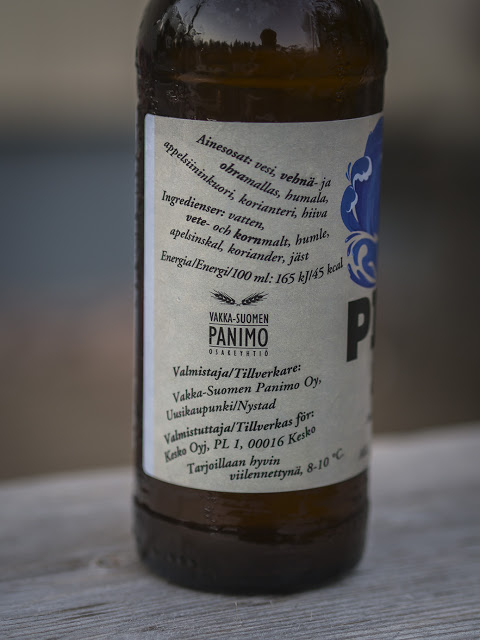 Ainesosat: vesi, vehnä- ja
ohramallas, humala,
appelsiininkuori, korianteri, hiiva
Ingredienser: vatten,
vete- och kornmalt, humle,
apelsinskal, koriander, jäst
Energia/Energi/100 ml: 165 kJ/45 kcal
VAKKA-SUOMEN
PANIMO
OSAKEYHTIÖ
Valmistaja/Tillverkare:
Vakka-Suomen Panimo Oy,
Uusikaupunki/Nystad
Valmistuttaja/Tillverkas för:
Kesko Oyj, PL 1, 00016 Kesko
Tarjoillaan hyvin
viilennettynä, 8-10 °C.